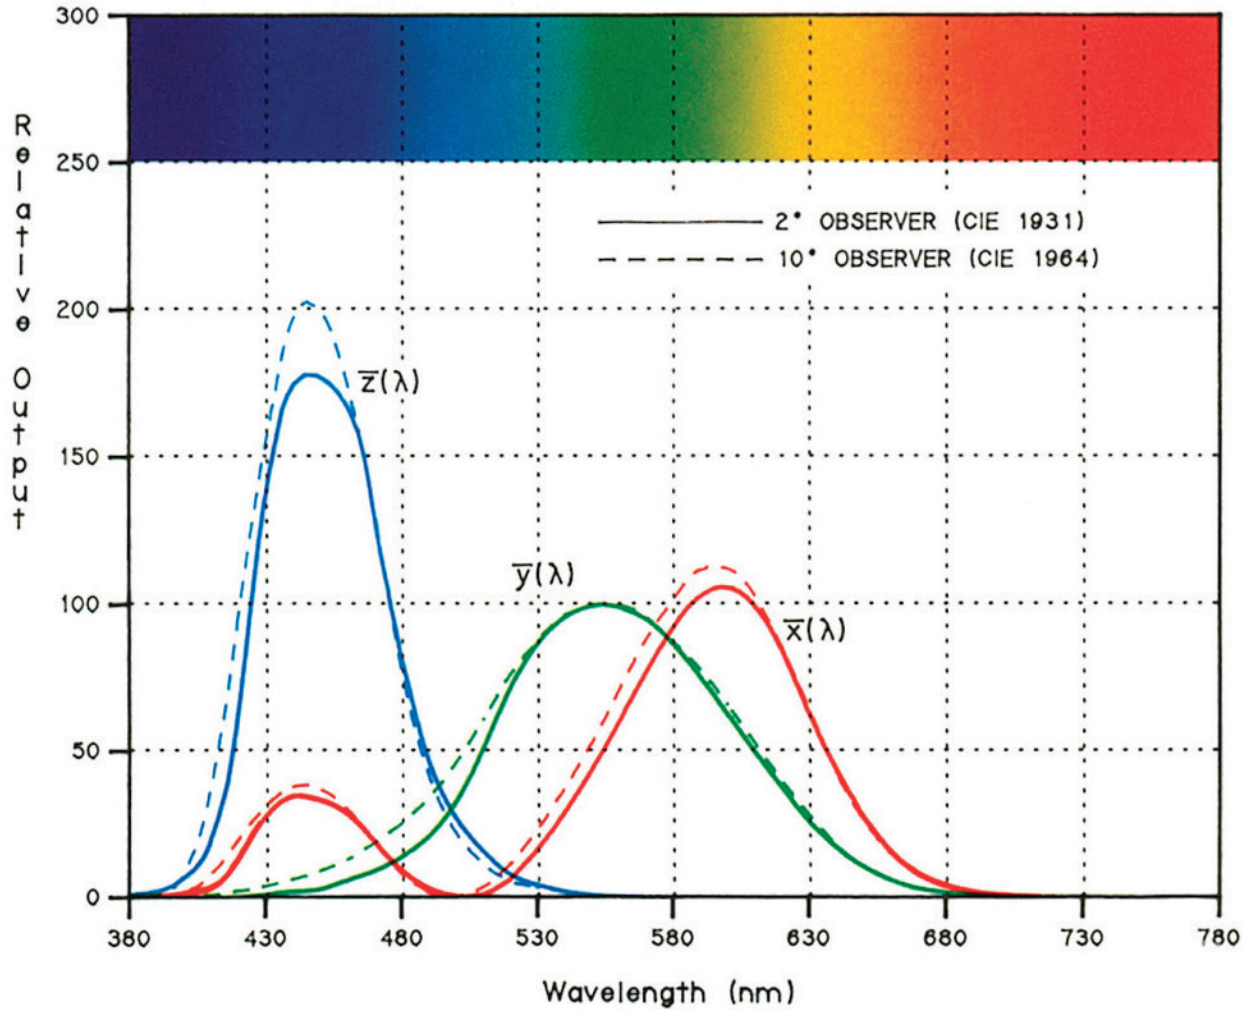 300
250
200
150
100
50
0
Relative Output
2° OBSERVER (CIE 1931)
10° OBSERVER (CIE 1964)
z̅(λ)
y̅(λ)
x̅(λ)
380 430 480 530 580 630 680 730 780
Wavelength (nm)